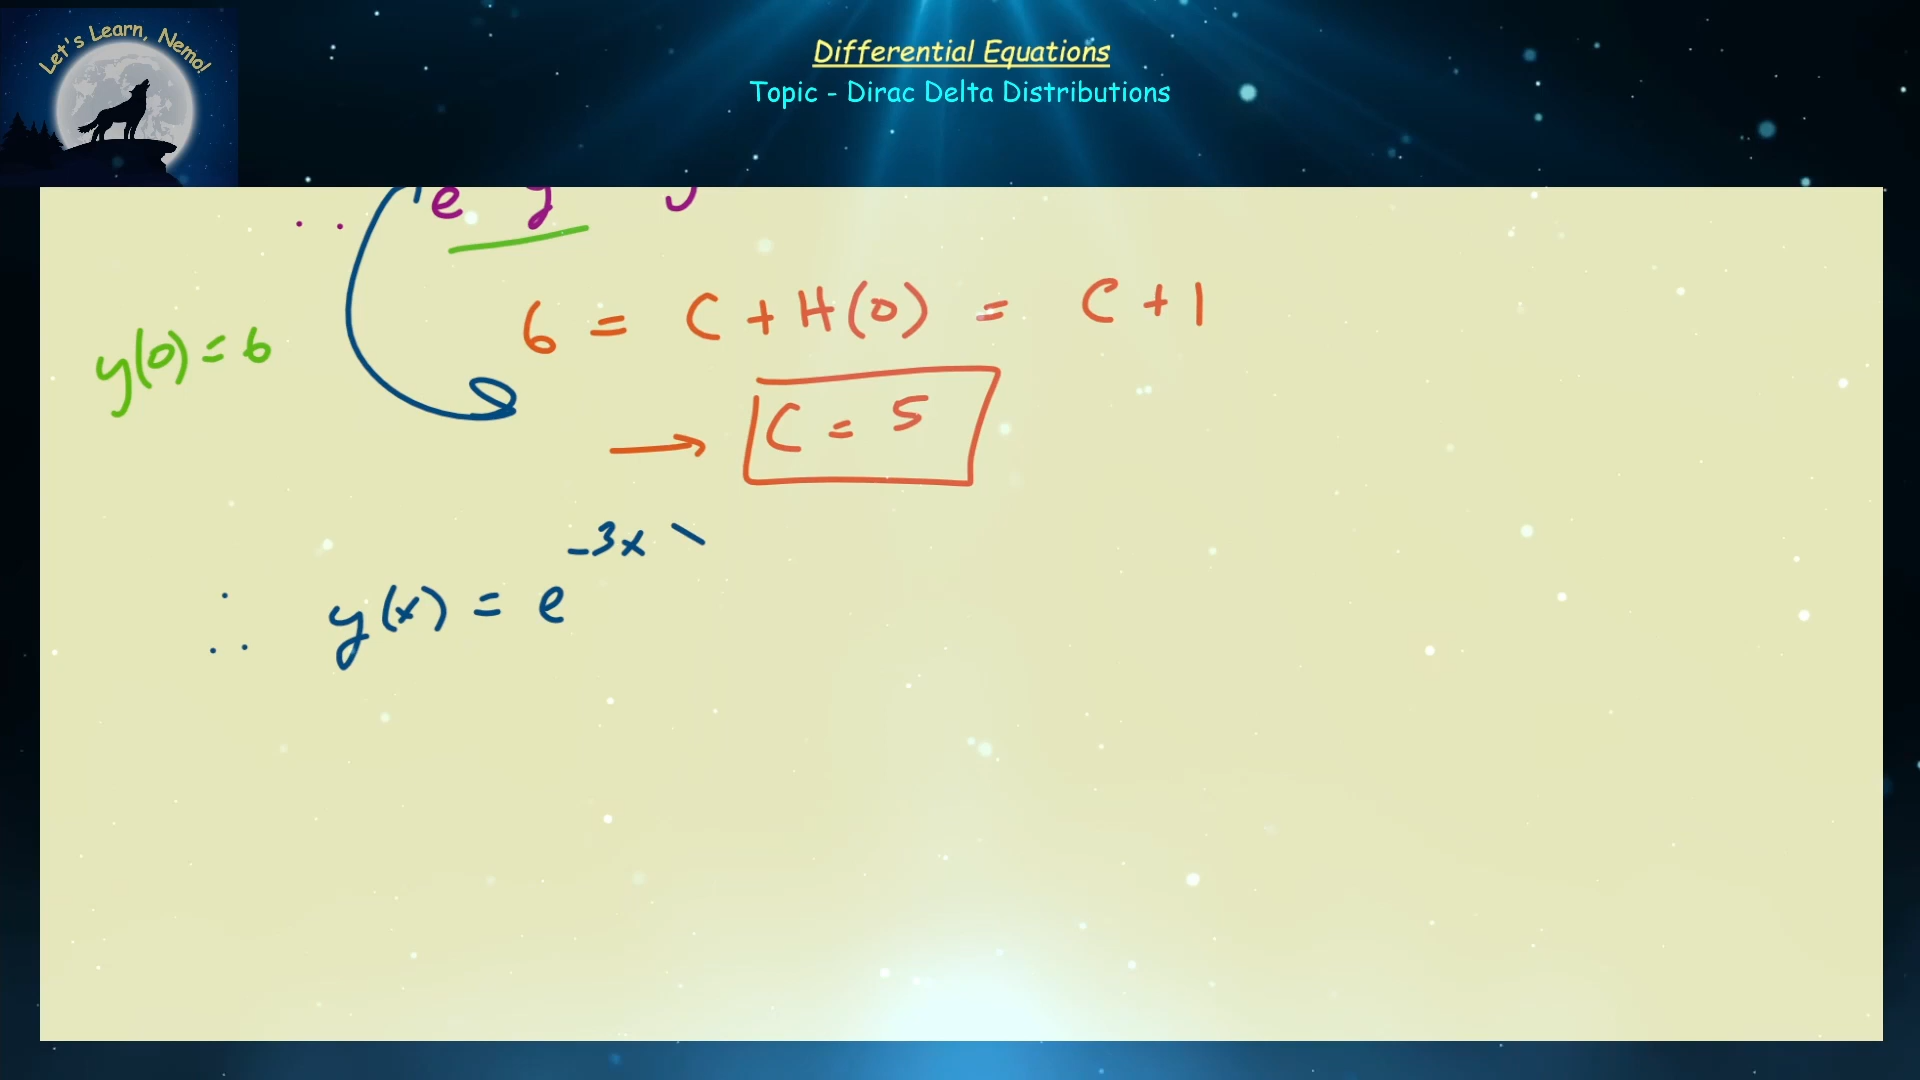 Let's Learn, Nemo!
Differential Equations
Topic - Dirac Delta Distributions
e y
6 = C + H(0) = C + 1
y(0) = 6
→ C = 5
∴ y(x) = e^-3x